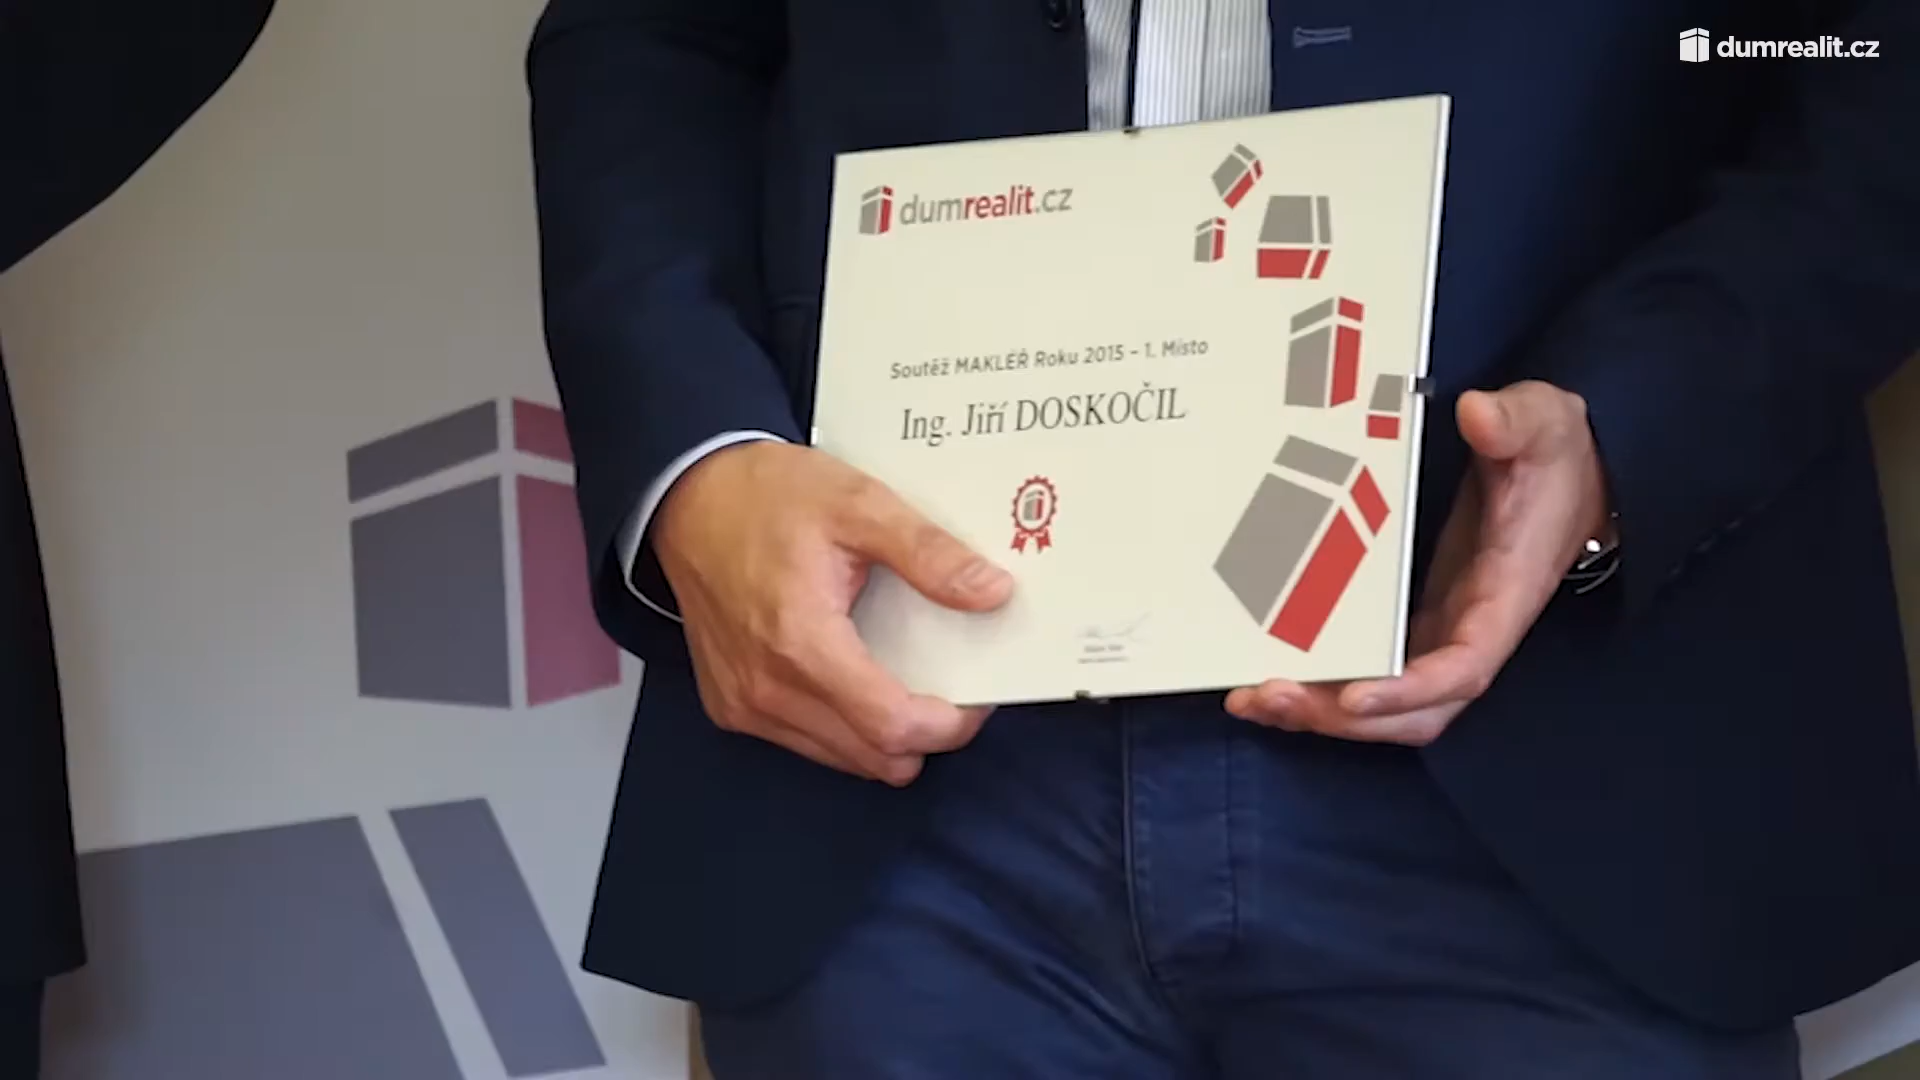 dumrealit.cz
dumrealit.cz
Soutěž MAKLÉŘ Roku 2015 – 1. Místo
Ing. Jiří DOSKOČIL